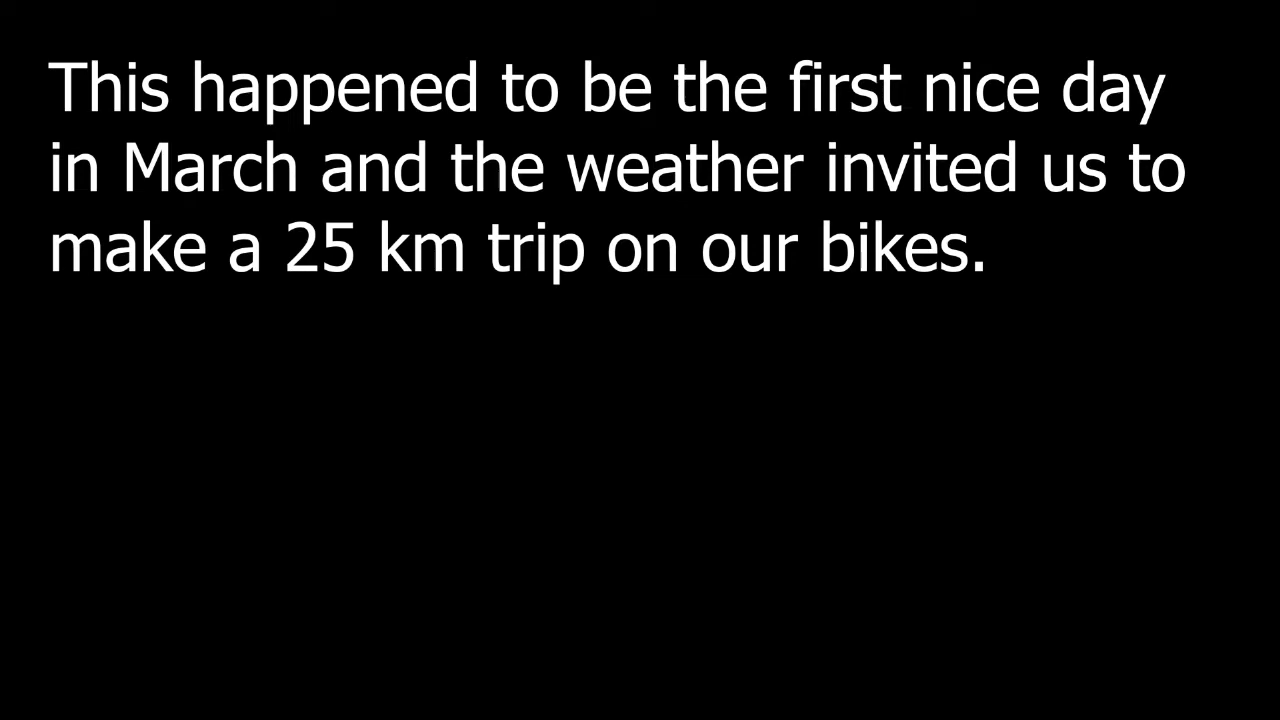 This happened to be the first nice day
in March and the weather invited us to
make a 25 km trip on our bikes.